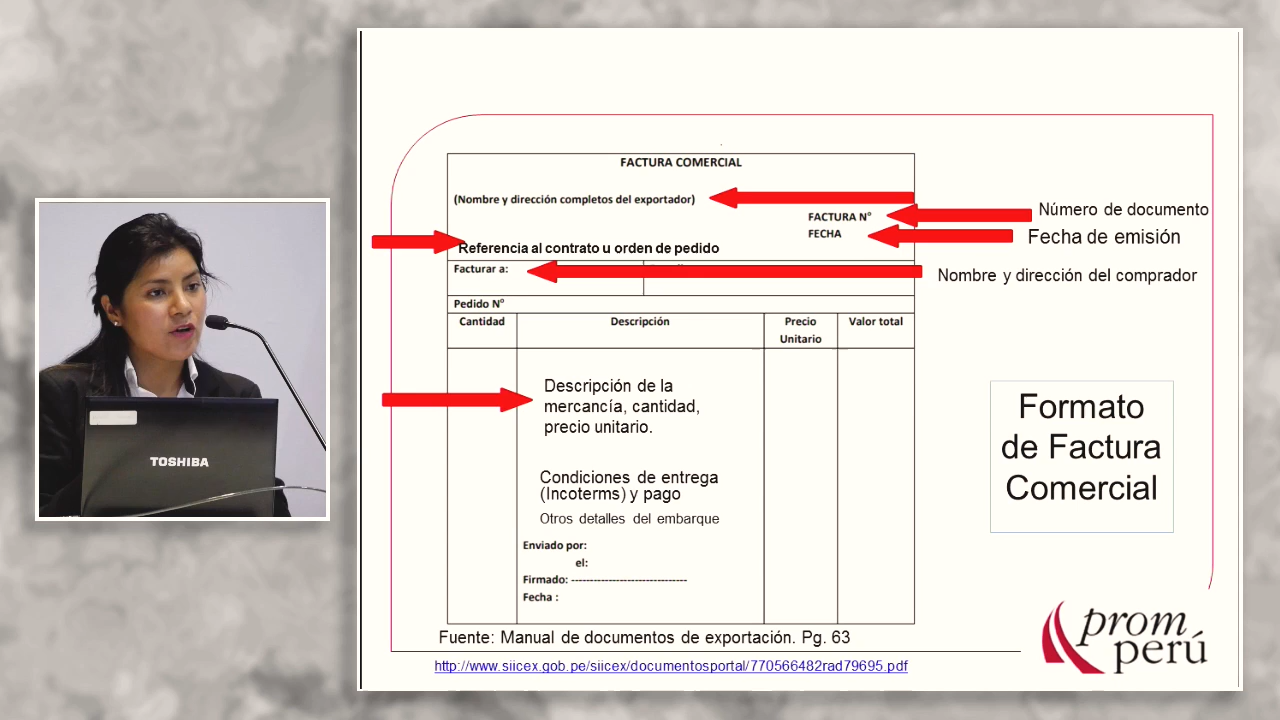 FACTURA COMERCIAL
(Nombre y dirección completos del exportador)
FACTURA Nº
Número de documento
FECHA
Fecha de emisión
Referencia al contrato u orden de pedido
Facturar a:
Nombre y dirección del comprador
Pedido Nº
Cantidad
Descripción
Precio
Unitario
Valor total
Descripción de la
mercancía, cantidad,
precio unitario.
Condiciones de entrega
(Incoterms) y pago
Otros detalles del embarque
Enviado por:
el:
Firmado: -------------------------------
Fecha :
Formato
de Factura
Comercial
Fuente: Manual de documentos de exportación. Pg. 63
http://www.siicex.gob.pe/siicex/documentosportal/770566482rad79695.pdf
prom
perú
TOSHIBA